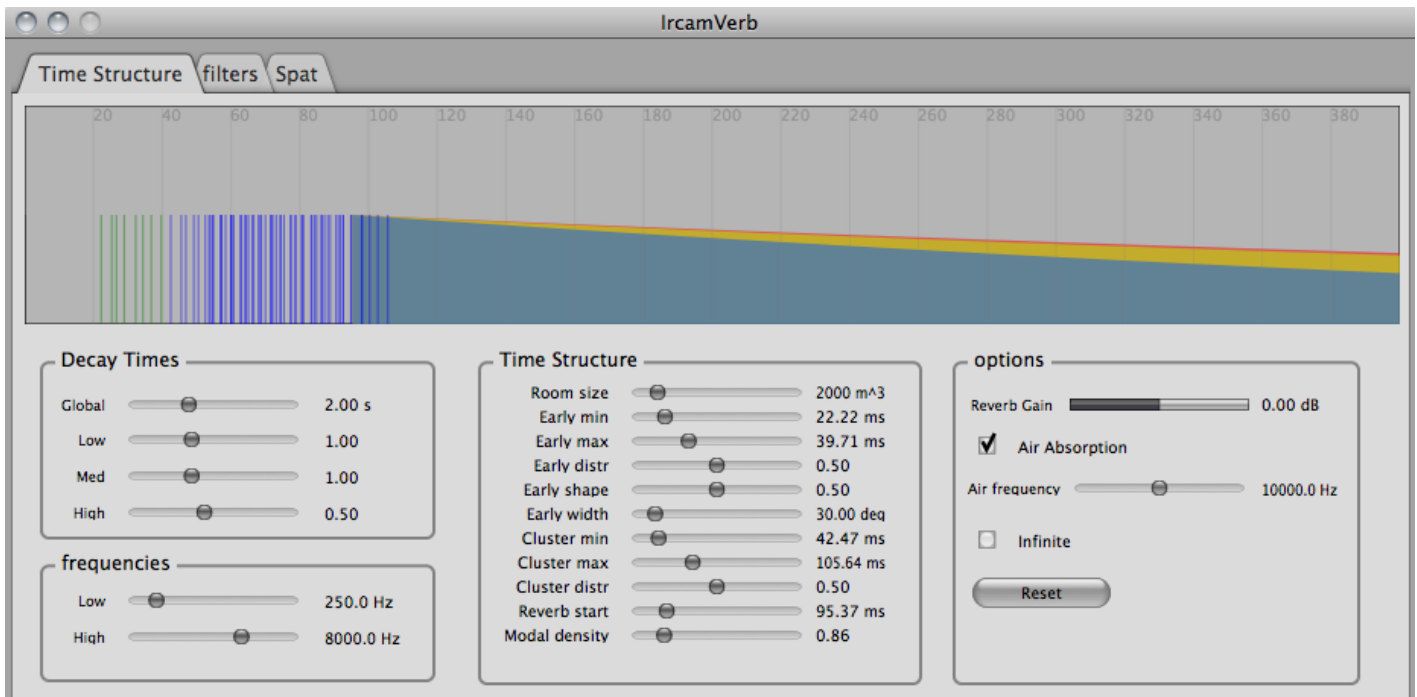 IrcamVerb
Time Structure filters Spat
20 40 60 80 100 120 140 160 180 200 220 240 260 280 300 320 340 360 380
Decay Times
Global 2.00 s
Low 1.00
Med 1.00
High 0.50
frequencies
Low 250.0 Hz
High 8000.0 Hz
Time Structure
Room size 2000 m^3
Early min 22.22 ms
Early max 39.71 ms
Early distr 0.50
Early shape 0.50
Early width 30.00 deg
Cluster min 42.47 ms
Cluster max 105.64 ms
Cluster distr 0.50
Reverb start 95.37 ms
Modal density 0.86
options
Reverb Gain 0.00 dB
Air Absorption
Air frequency 10000.0 Hz
Infinite
Reset